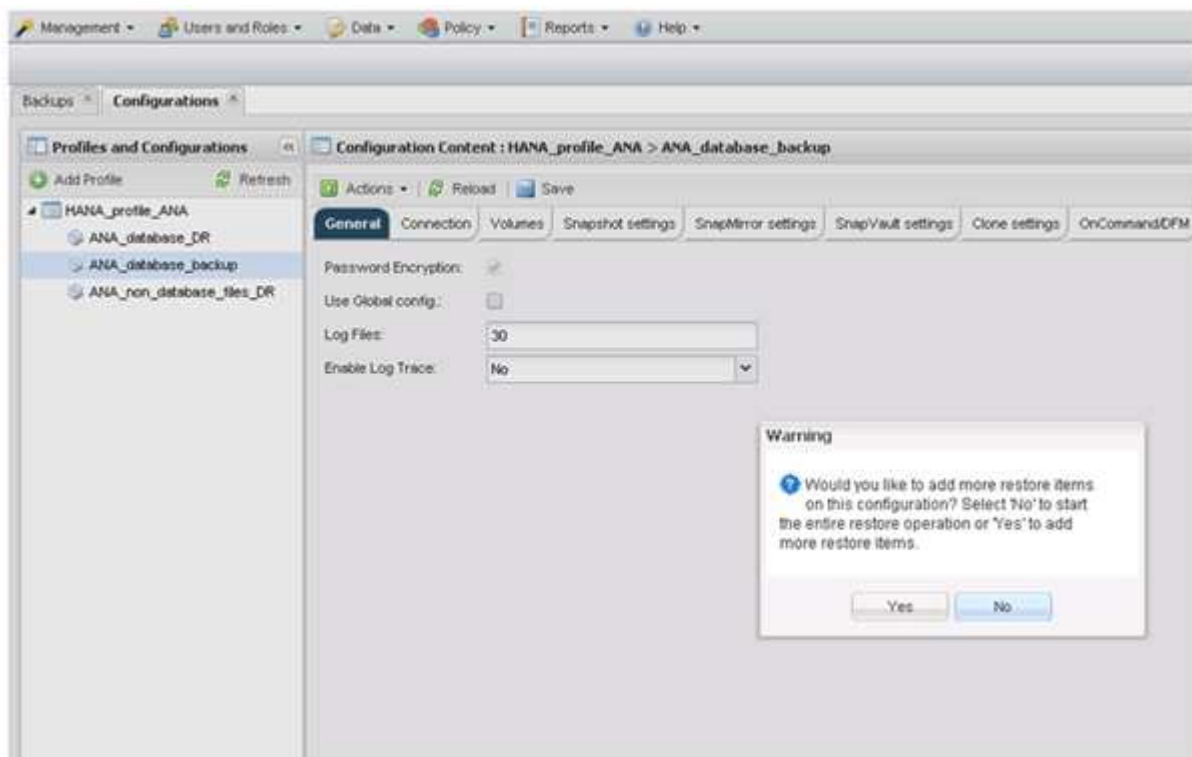 Management Users and Roles Data Policy Reports Help
Backups Configurations
Profiles and Configurations
Add Profile Refresh
HANA_profile_ANA
ANA_database_DR
ANA_database_backup
ANA_non_database_files_DR
Configuration Content : HANA_profile_ANA > ANA_database_backup
Actions Reload Save
General Connection Volumes Snapshot settings SnapMirror settings SnapVault settings Clone settings OnCommand/DFM
Password Encryption:
Use Global config.:
Log Files: 30
Enable Log Trace: No
Warning
Would you like to add more restore items
on this configuration? Select 'No' to start
the entire restore operation or 'Yes' to add
more restore items.
Yes No